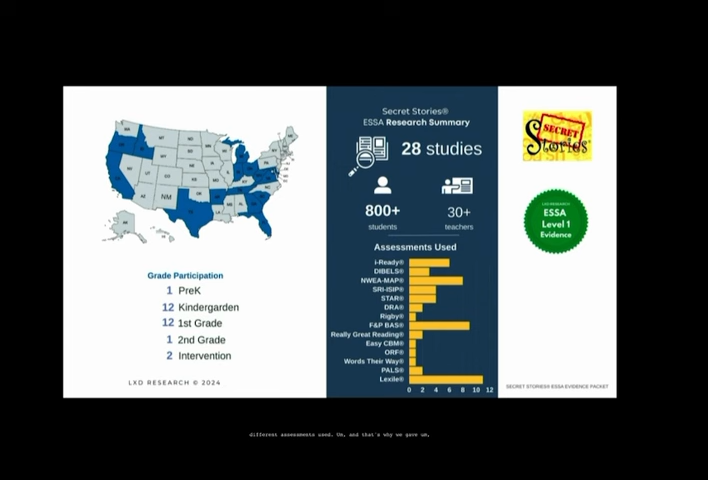 Secret Stories®
ESSA Research Summary
28 studies
800+
students
30+
teachers
Assessments Used
i-Ready®
DIBELS®
NWEA-MAP®
SRI-ISIP®
STAR®
DRA®
Rigby®
F&P BAS®
Really Great Reading®
Easy CBM®
ORF®
Words Their Way®
PALS®
Lexile®
0 2 4 6 8 10 12
NM
Grade Participation
1 PreK
12 Kindergarden
12 1st Grade
1 2nd Grade
2 Intervention
LXD RESEARCH © 2024
SECRET
Stories®
LXD RESEARCH
ESSA
Level 1
Evidence
SECRET STORIES® ESSA EVIDENCE PACKET
different assessments used. Um, and that's why we gave um,